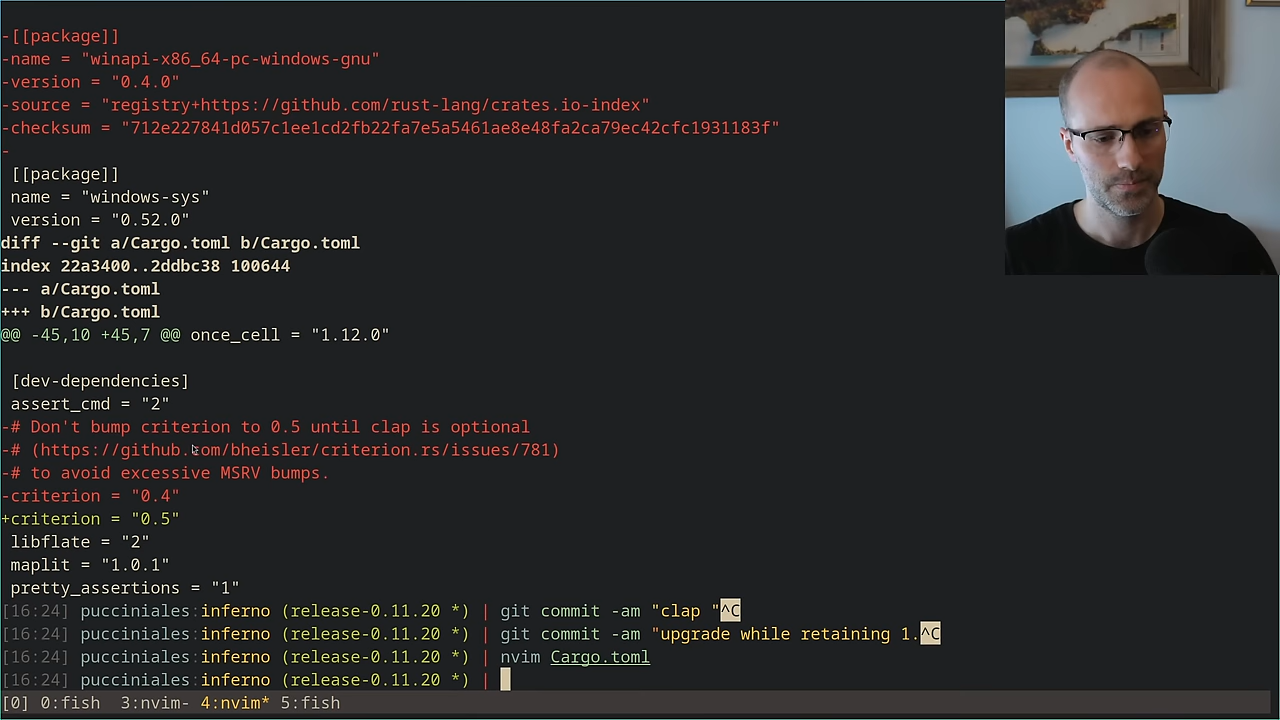 -[[package]]
-name = "winapi-x86_64-pc-windows-gnu"
-version = "0.4.0"
-source = "registry+https://github.com/rust-lang/crates.io-index"
-checksum = "712e227841d057c1ee1cd2fb22fa7e5a5461ae8e48fa2ca79ec42cfc1931183f"
-
 [[package]]
 name = "windows-sys"
 version = "0.52.0"
diff --git a/Cargo.toml b/Cargo.toml
index 22a3400..2ddbc38 100644
--- a/Cargo.toml
+++ b/Cargo.toml
@@ -45,10 +45,7 @@ once_cell = "1.12.0"
 [dev-dependencies]
 assert_cmd = "2"
-# Don't bump criterion to 0.5 until clap is optional
-# (https://github.com/bheisler/criterion.rs/issues/781)
-# to avoid excessive MSRV bumps.
-criterion = "0.4"
+criterion = "0.5"
 libflate = "2"
 maplit = "1.0.1"
 pretty_assertions = "1"
[16:24] pucciniales:inferno (release-0.11.20 *) | git commit -am "clap "^C
[16:24] pucciniales:inferno (release-0.11.20 *) | git commit -am "upgrade while retaining 1.^C
[16:24] pucciniales:inferno (release-0.11.20 *) | nvim Cargo.toml
[16:24] pucciniales:inferno (release-0.11.20 *) |
[0] 0:fish  3:nvim- 4:nvim* 5:fish